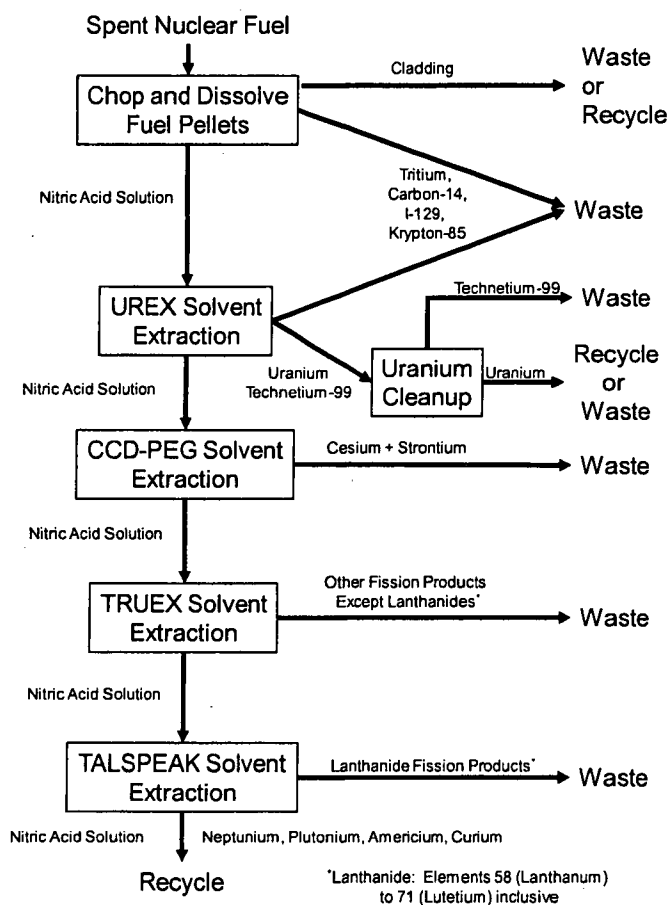 Spent Nuclear Fuel
Chop and Dissolve
Fuel Pellets
Cladding
Waste
or
Recycle
Nitric Acid Solution
Tritium,
Carbon-14,
I-129,
Krypton-85
Waste
UREX Solvent
Extraction
Technetium-99
Waste
Uranium
Technetium-99
Uranium
Cleanup
Uranium
Recycle
or
Waste
Nitric Acid Solution
CCD-PEG Solvent
Extraction
Cesium + Strontium
Waste
Nitric Acid Solution
TRUEX Solvent
Extraction
Other Fission Products
Except Lanthanides*
Waste
Nitric Acid Solution
TALSPEAK Solvent
Extraction
Lanthanide Fission Products*
Waste
Nitric Acid Solution
Neptunium, Plutonium, Americium, Curium
Recycle
*Lanthanide: Elements 58 (Lanthanum)
to 71 (Lutetium) inclusive